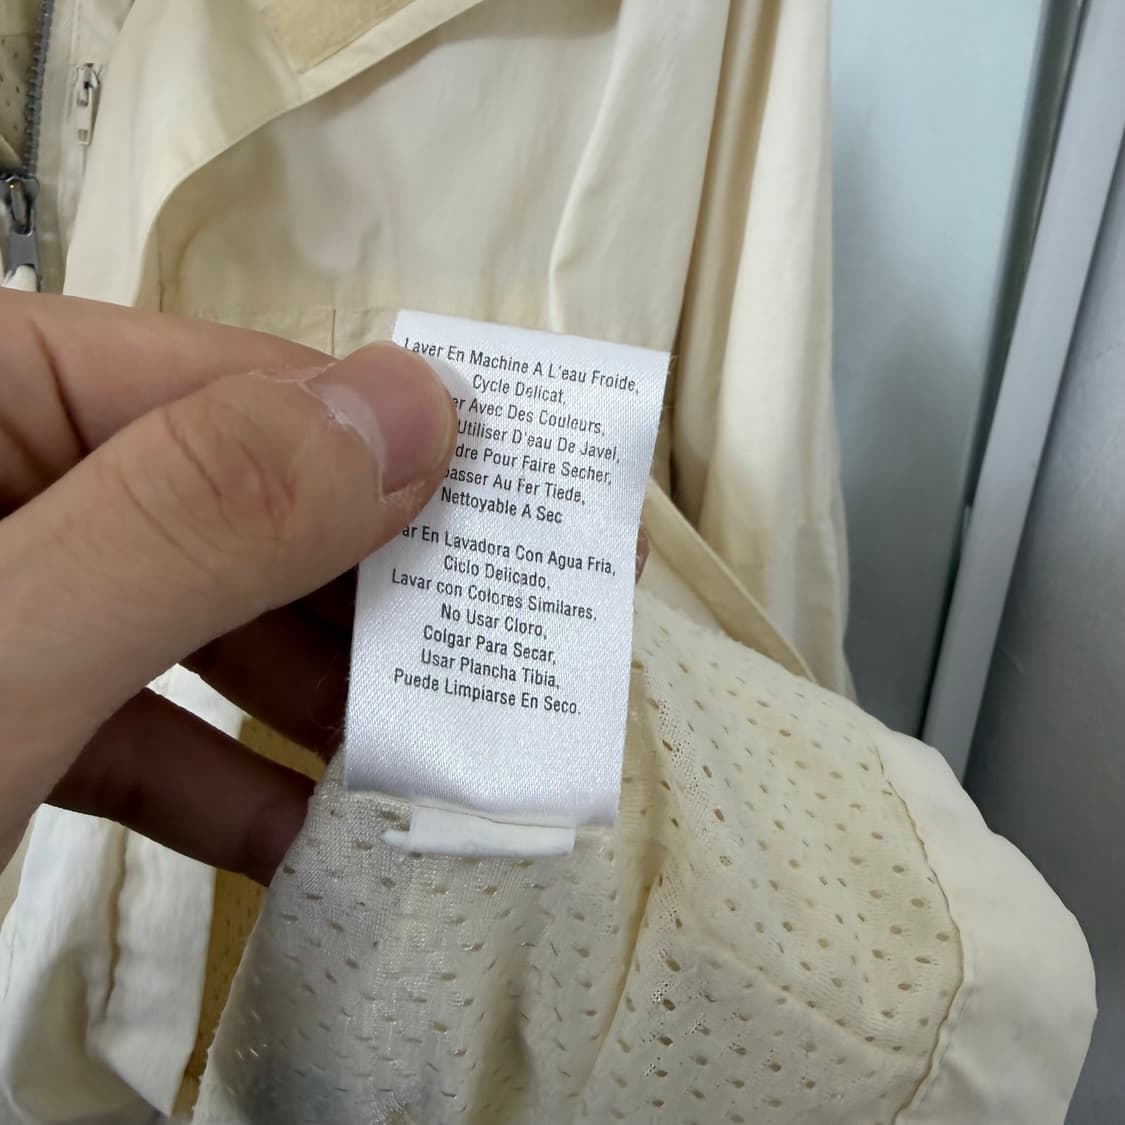 Laver En Machine A L'eau Froide,
Cycle Delicat,
Avec Des Couleurs,
Utiliser D'eau De Javel,
Pour Faire Secher,
Au Fer Tiede,
Nettoyable A Sec
En Lavadora Con Agua Fria,
Ciclo Delicado,
Lavar con Colores Similares,
No Usar Cloro,
Colgar Para Secar,
Usar Plancha Tibia,
Puede Limpiarse En Seco.